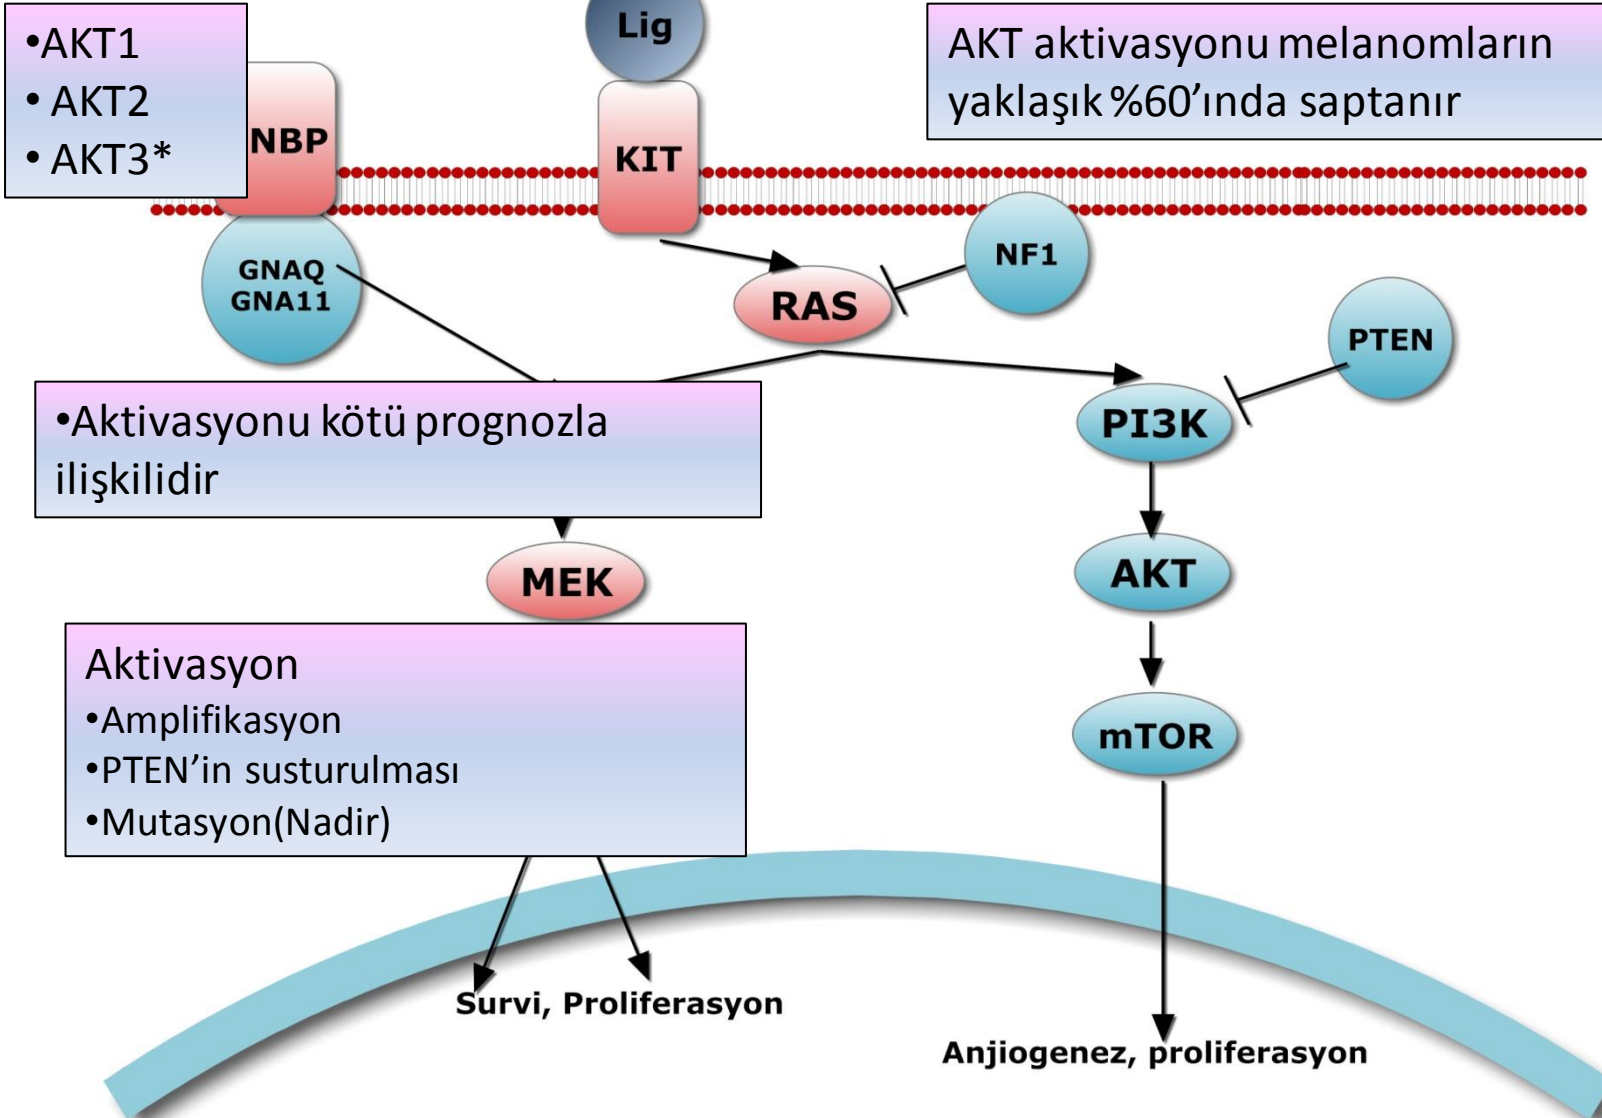 •AKT1
• AKT2
• AKT3*
Lig
AKT aktivasyonu melanomların
yaklaşık %60’ında saptanır
NBP
KIT
GNAQ
GNA11
RAS
NF1
PTEN
•Aktivasyonu kötü prognozla
ilişkilidir
PI3K
MEK
AKT
Aktivasyon
•Amplifikasyon
•PTEN’in susturulması
•Mutasyon(Nadir)
mTOR
Survi, Proliferasyon
Anjiogenez, proliferasyon